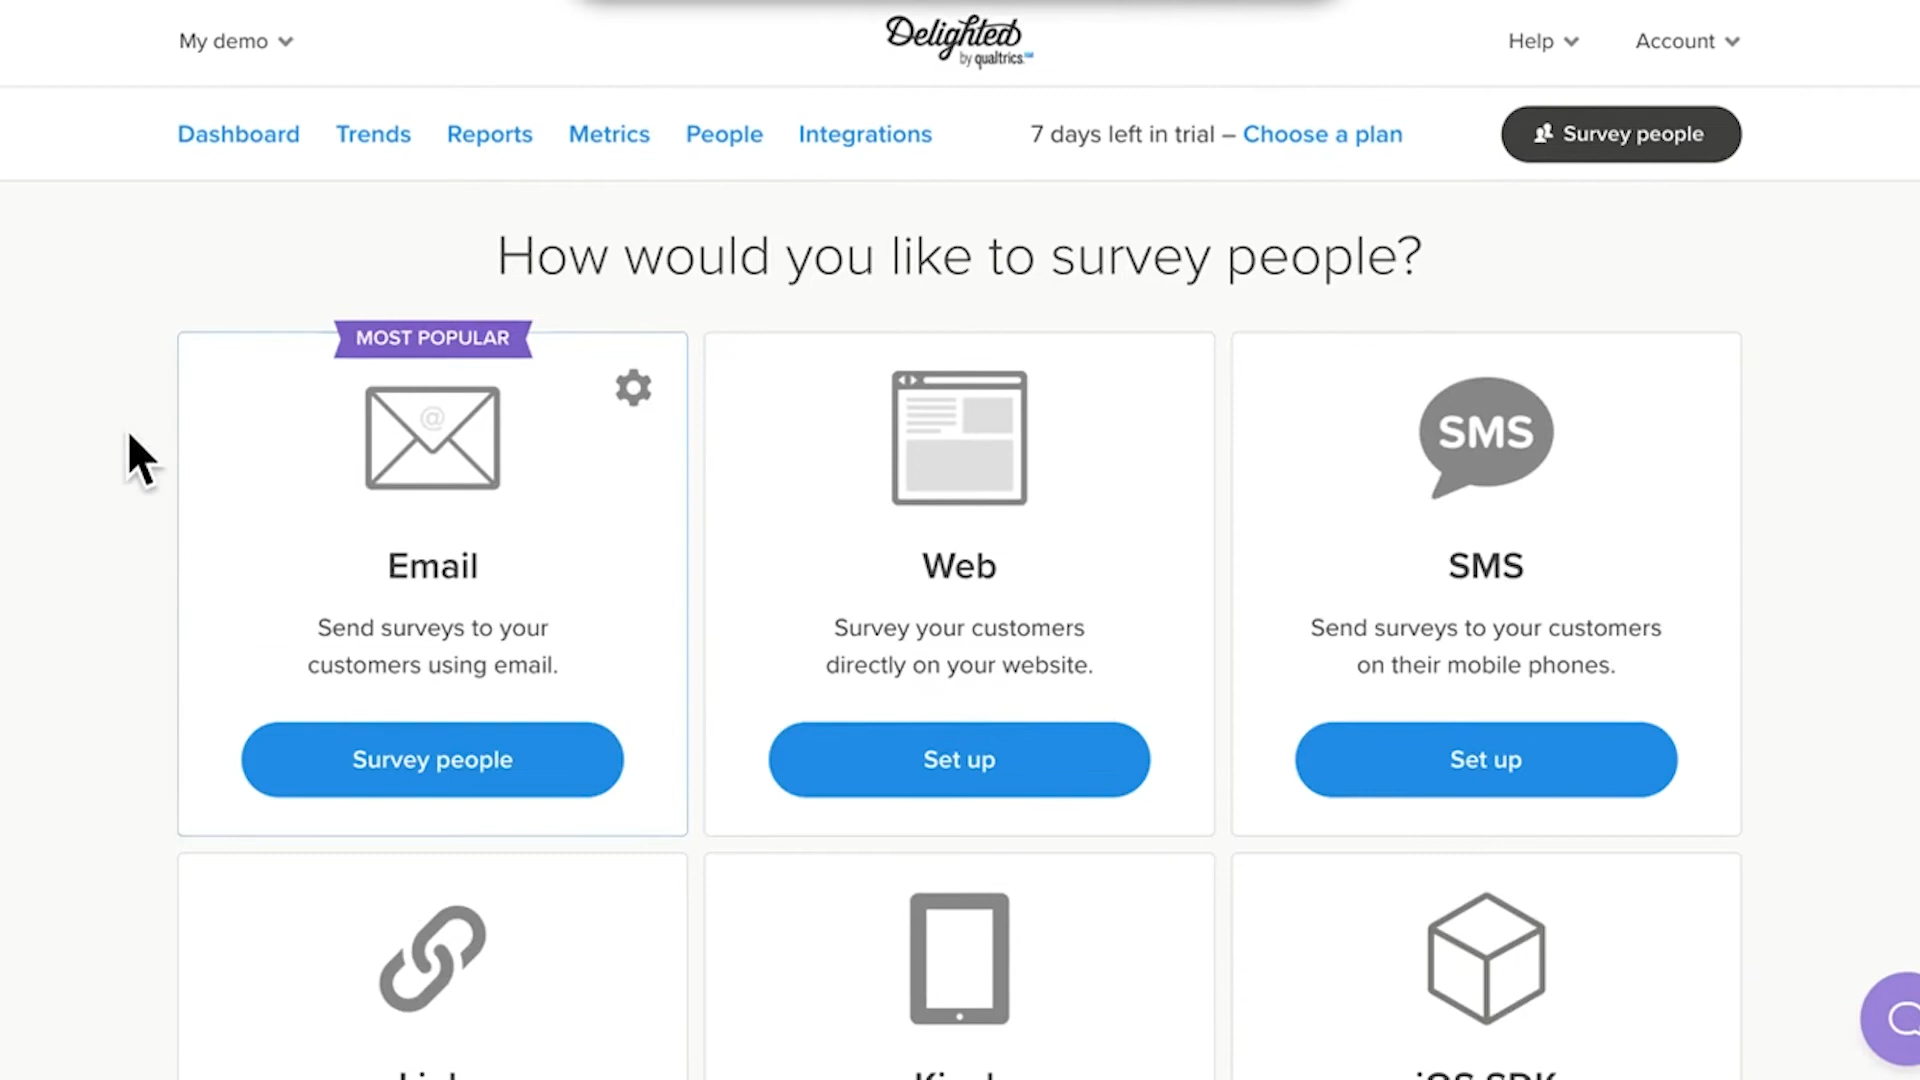 My demo
Delighted
by qualtrics
Help
Account
Dashboard
Trends
Reports
Metrics
People
Integrations
7 days left in trial – Choose a plan
Survey people
How would you like to survey people?
MOST POPULAR
@
SMS
Email
Web
SMS
Send surveys to your
customers using email.
Survey your customers
directly on your website.
Send surveys to your customers
on their mobile phones.
Survey people
Set up
Set up
iOS SDK